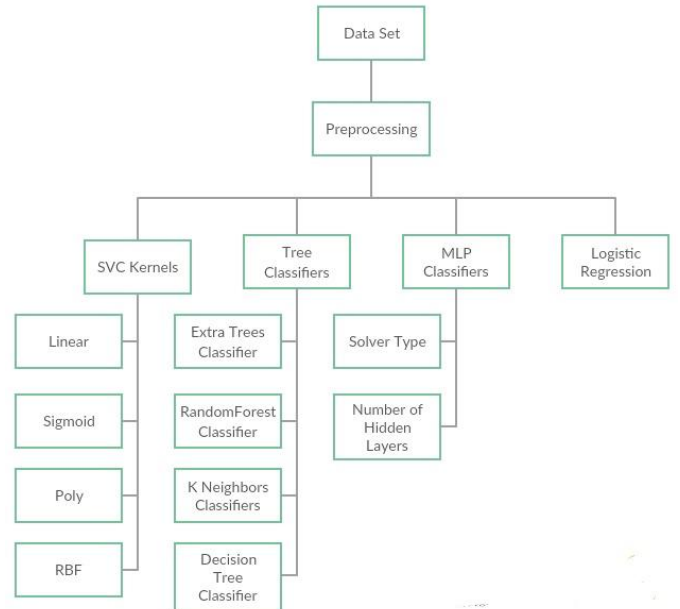 Data Set
Preprocessing
SVC Kernels
Tree
Classifiers
MLP
Classifiers
Logistic
Regression
Linear
Extra Trees
Classifier
Solver Type
Sigmoid
RandomForest
Classifier
Number of
Hidden
Layers
Poly
K Neighbors
Classifiers
RBF
Decision
Tree
Classifier